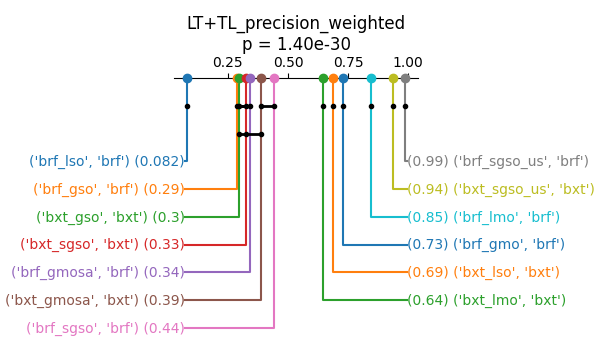 LT+TL_precision_weighted
p = 1.40e-30
0.25 0.50 0.75 1.00
('brf_lso', 'brf') (0.082) (0.99) ('brf_sgso_us', 'brf')
('brf_gso', 'brf') (0.29) (0.94) ('bxt_sgso_us', 'bxt')
('bxt_gso', 'bxt') (0.3) (0.85) ('brf_lmo', 'brf')
('bxt_sgso', 'bxt') (0.33) (0.73) ('brf_gmo', 'brf')
('brf_gmosa', 'brf') (0.34) (0.69) ('bxt_lso', 'bxt')
('bxt_gmosa', 'bxt') (0.39) (0.64) ('bxt_lmo', 'bxt')
('brf_sgso', 'brf') (0.44)